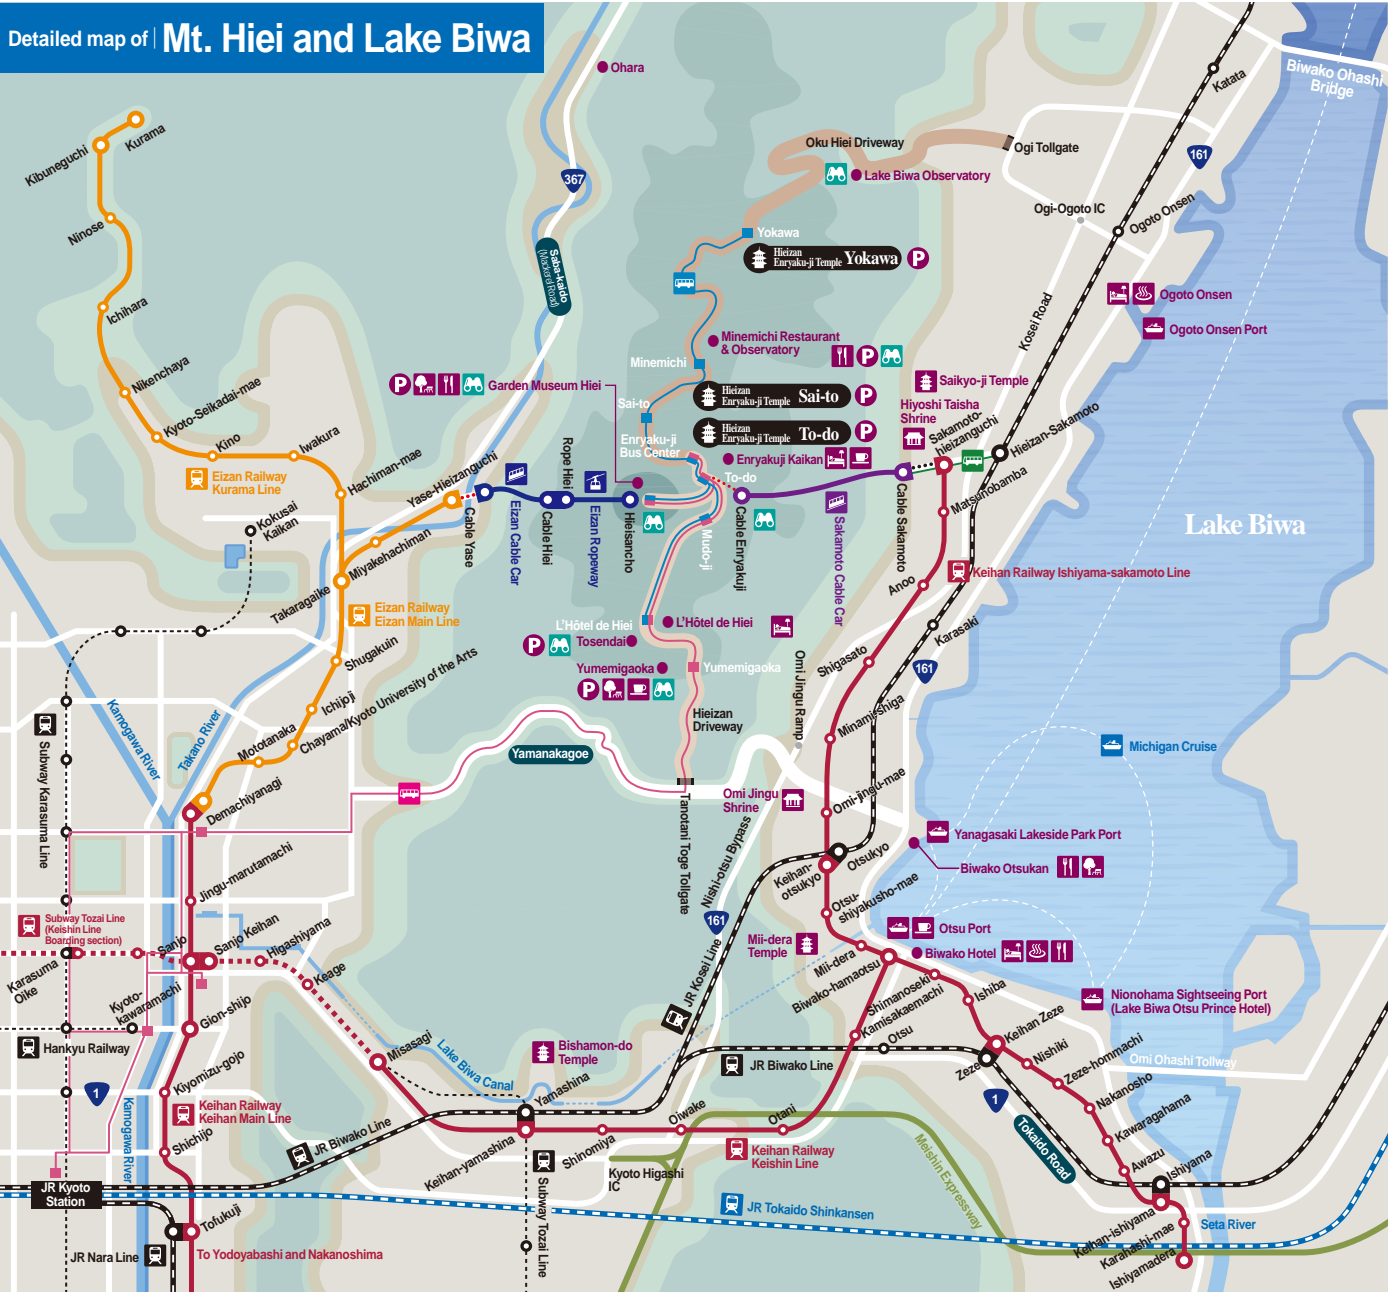 Detailed map of | Mt. Hiei and Lake Biwa
Ohara
Katata
Biwako Ohashi
Bridge
Kurama
Kibuneguchi
Oku Hiei Driveway
Ogi Tollgate
161
367
Lake Biwa Observatory
Ogi-Ogoto IC
Ogoto Onsen
Ninose
Yokawa
Hieizan
Enryaku-ji Temple Yokawa
P
Saba-kaido
(Mackerel Road)
Ichihara
Ogoto Onsen
Kosei Road
Ogoto Onsen Port
Minemichi Restaurant
& Observatory
P
Minemichi
Nikenchaya
P
Garden Museum Hiei
Saikyo-ji Temple
Hieizan
Enryaku-ji Temple Sai-to
P
Sai-to
Hiyoshi Taisha
Shrine
Kyoto-Seikadai-mae
Kino
Iwakura
Hieizan
Enryaku-ji Temple To-do
P
Sakamoto-
hieizanguchi
Hieizan-Sakamoto
Enryaku-ji
Bus Center
Enryakuji Kaikan
Eizan Railway
Kurama Line
Hachiman-mae
Yase-Hieizanguchi
Rope Hiei
To-do
Matsunobamba
Kokusai
Kaikan
Cable Yase
Eizan Cable Car
Cable Hiei
Eizan Ropeway
Hieisancho
Mudo-ji
Cable Enryakuji
Sakamoto Cable Car
Cable Sakamoto
Lake Biwa
Miyakehachiman
Takaragaike
Keihan Railway Ishiyama-sakamoto Line
Anoo
Eizan Railway
Eizan Main Line
L'Hôtel de Hiei
L'Hôtel de Hiei
Karasaki
P
Tosendai
Shugakuin
Shigasato
161
Yumemigaoka
Yumemigaoka
P
Chayama/Kyoto University of the Arts
Ichijoji
Omi Jingu Ramp
Minami-shiga
Hieizan
Driveway
Kamogawa River
Takano River
Mototanaka
Subway Karasuma Line
Yamanakagoe
Michigan Cruise
Demachiyanagi
Tanotani Toge Tollgate
Omi Jingu
Shrine
Omi-jingu-mae
Nishi-otsu Bypass
Yanagasaki Lakeside Park Port
Jingu-marutamachi
Otsukyo
Biwako Otsukan
Keihan-
otsukyo
Otsu-
shiyakusho-mae
161
Subway Tozai Line
(Keishin Line
Boarding section)
Otsu Port
Sanjo
Sanjo Keihan
Higashiyama
Mii-dera
Temple
Biwako Hotel
Karasuma
Oike
Keage
JR Kosei Line
Mii-dera
Biwako-hamaotsu
Shimanoseki
Ishiba
Nionohama Sightseeing Port
(Lake Biwa Otsu Prince Hotel)
Kyoto-
kawaramachi
Gion-shijo
Kamisakaemachi
Keihan Zeze
Hankyu Railway
Misasagi
Lake Biwa Canal
Bishamon-do
Temple
Otsu
Nishiki
Zeze-hommachi
Omi Ohashi Tollway
JR Biwako Line
Zeze
Kiyomizu-gojo
Yamashina
Nakanosho
1
Kamogawa River
Keihan Railway
Keihan Main Line
Oiwake
Otani
1
Kawaragahama
Shichijo
JR Biwako Line
Keihan-yamashina
Shinomiya
Keihan Railway
Keishin Line
Meishin Expressway
Tokaido Road
Awazu
Ishiyama
Kyoto Higashi
IC
JR Kyoto
Station
Subway Tozai Line
JR Tokaido Shinkansen
Tofukuji
Keihan-ishiyama
Seta River
Karahashi-mae
JR Nara Line
To Yodoyabashi and Nakanoshima
Ishiyamadera